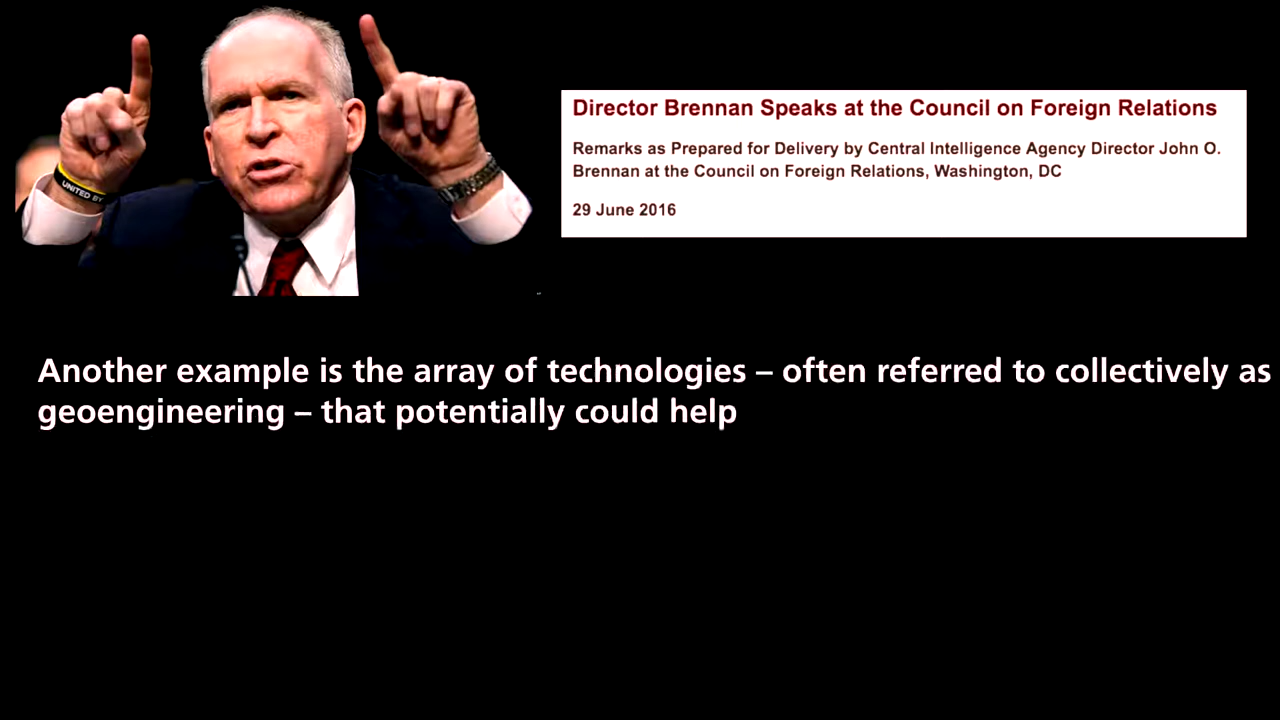 UNITED BY
Director Brennan Speaks at the Council on Foreign Relations
Remarks as Prepared for Delivery by Central Intelligence Agency Director John O.
Brennan at the Council on Foreign Relations, Washington, DC
29 June 2016
Another example is the array of technologies – often referred to collectively as
geoengineering – that potentially could help